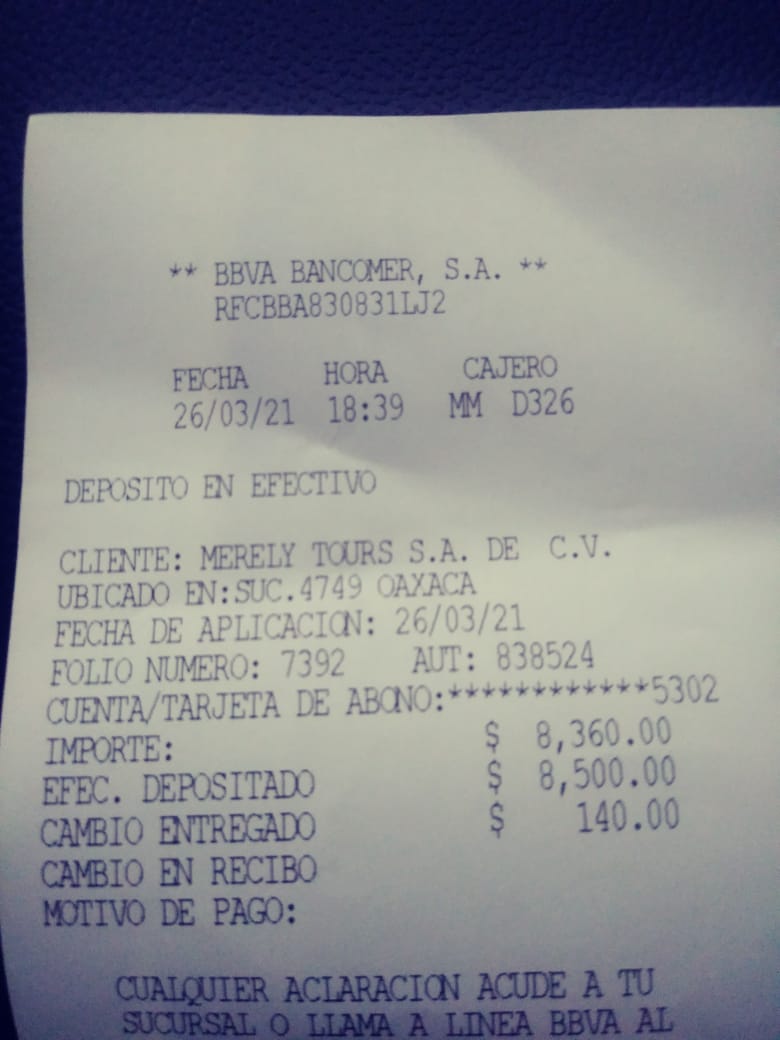 ** BBVA BANCOMER, S.A. **
RFCBBA830831LJ2
FECHA HORA CAJERO
26/03/21 18:39 MM D326
DEPOSITO EN EFECTIVO
CLIENTE: MERELY TOURS S.A. DE C.V.
UBICADO EN:SUC.4749 OAXACA
FECHA DE APLICACION: 26/03/21
FOLIO NUMERO: 7392 AUT: 838524
CUENTA/TARJETA DE ABONO:************5302
IMPORTE: $ 8,360.00
EFEC. DEPOSITADO $ 8,500.00
CAMBIO ENTREGADO $ 140.00
CAMBIO EN RECIBO
MOTIVO DE PAGO:
CUALQUIER ACLARACION ACUDE A TU
SUCURSAL O LLAMA A LINEA BBVA AL